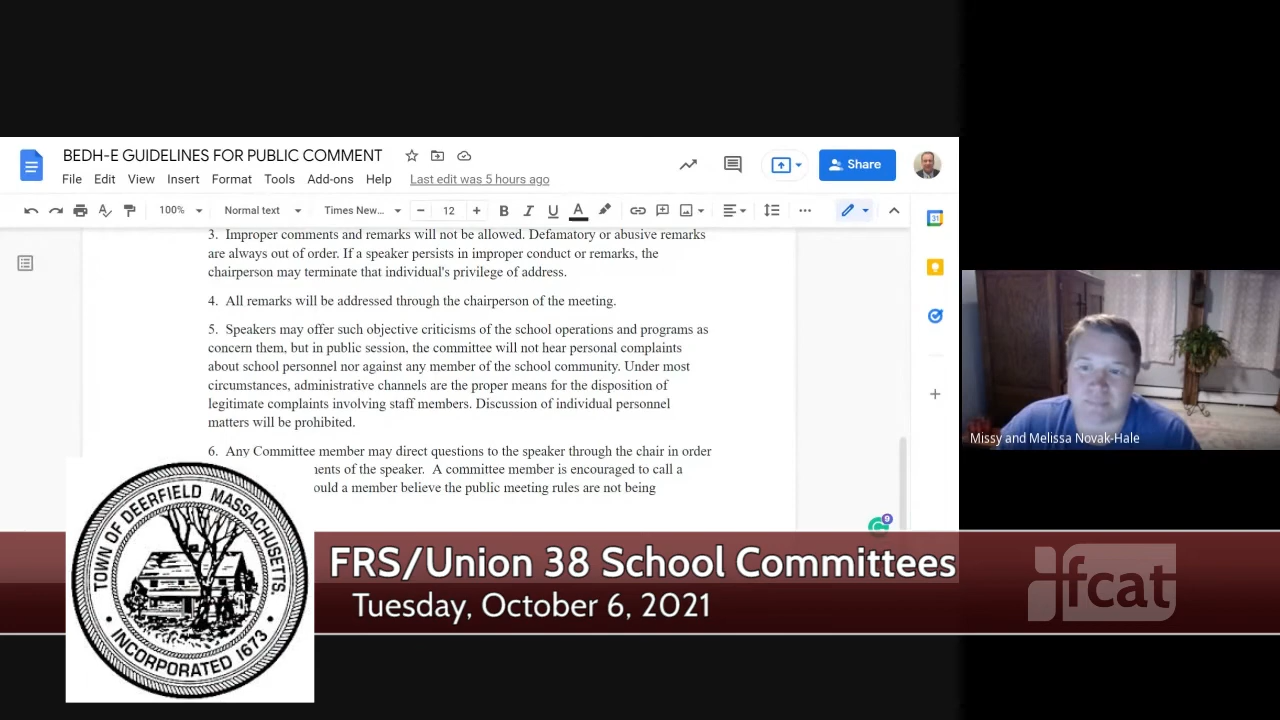 BEDH-E GUIDELINES FOR PUBLIC COMMENT
File Edit View Insert Format Tools Add-ons Help Last edit was 5 hours ago
Share
100% Normal text Times New... 12 B I U A
31
3. Improper comments and remarks will not be allowed. Defamatory or abusive remarks
are always out of order. If a speaker persists in improper conduct or remarks, the
chairperson may terminate that individual's privilege of address.
4. All remarks will be addressed through the chairperson of the meeting.
5. Speakers may offer such objective criticisms of the school operations and programs as
concern them, but in public session, the committee will not hear personal complaints
about school personnel nor against any member of the school community. Under most
circumstances, administrative channels are the proper means for the disposition of
legitimate complaints involving staff members. Discussion of individual personnel
matters will be prohibited.
6. Any Committee member may direct questions to the speaker through the chair in order
of the speaker. A committee member is encouraged to call a
a member believe the public meeting rules are not being
9
Missy and Melissa Novak-Hale
TOWN OF DEERFIELD MASSACHUSETTS.
INCORPORATED 1673
FRS/Union 38 School Committees
Tuesday, October 6, 2021
fcat